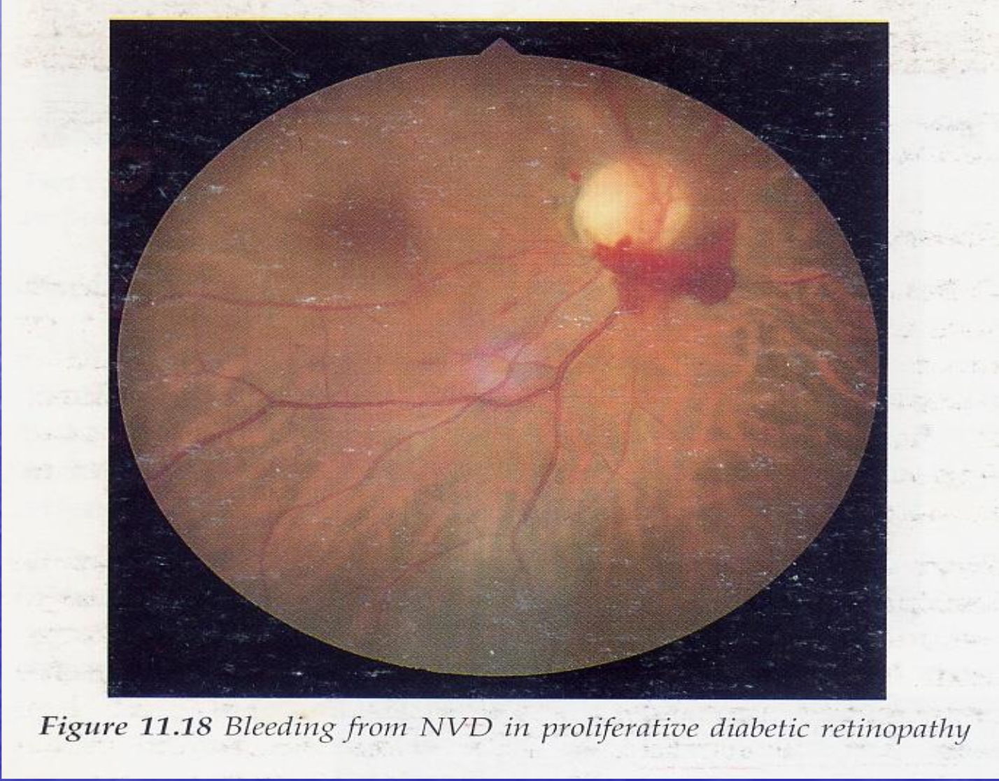 Figure 11.18 Bleeding from NVD in proliferative diabetic retinopathy